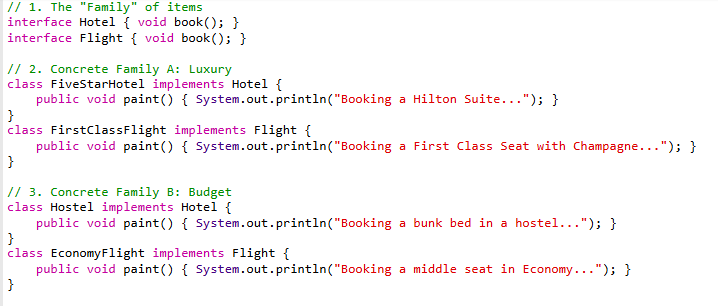 // 1. The "Family" of items
interface Hotel { void book(); }
interface Flight { void book(); }

// 2. Concrete Family A: Luxury
class FiveStarHotel implements Hotel {
    public void paint() { System.out.println("Booking a Hilton Suite..."); }
}
class FirstClassFlight implements Flight {
    public void paint() { System.out.println("Booking a First Class Seat with Champagne..."); }
}

// 3. Concrete Family B: Budget
class Hostel implements Hotel {
    public void paint() { System.out.println("Booking a bunk bed in a hostel..."); }
}
class EconomyFlight implements Flight {
    public void paint() { System.out.println("Booking a middle seat in Economy..."); }
}